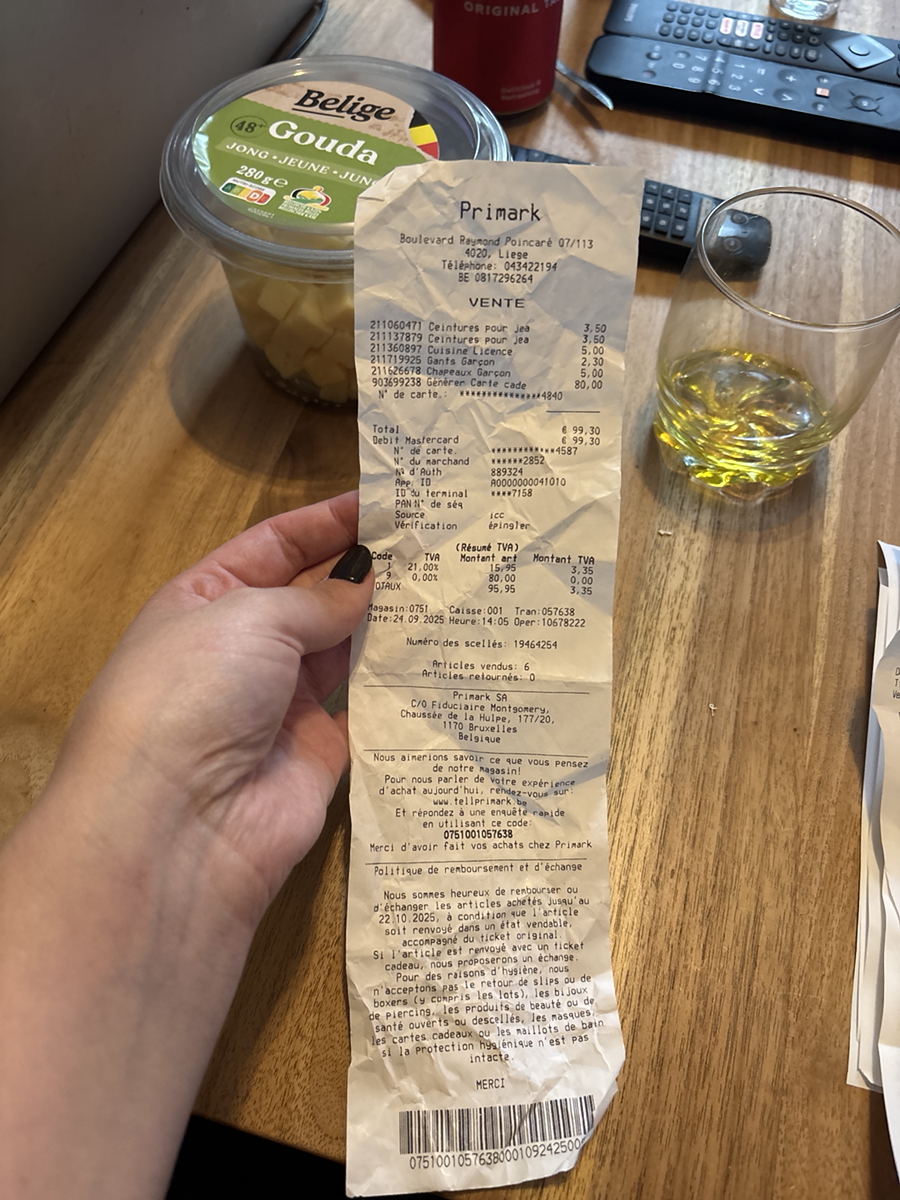 ORIGINAL
Belige
48+
Gouda
JONG • JEUNE • JUNG
280 g e
Primark
Boulevard Raymond Poincaré 07/113
4020, Liege
Téléphone: 043422194
BE 0817296264
VENTE
211060471 Ceintures pour jea 3,50
211137879 Ceintures pour jea 3,50
211360897 Cuisine Licence 5,00
211719925 Gants Garçon 2,30
211626678 Chapeaux Garçon 5,00
903699238 Générer Carte cade 80,00
N° de carte.: ***************4840
Total € 99,30
Debit Mastercard € 99,30
N° de carte. ************4587
N° du marchand ******2852
N° d'Auth 889324
App. ID A0000000041010
ID du terminal ****7158
PAN N° de séq
Source icc
Vérification épingler
(Résumé TVA)
Code TVA Montant art Montant TVA
1 21,00% 15,95 3,35
9 0,00% 80,00 0,00
OTAUX 95,95 3,35
Magasin:0751 Caisse:001 Tran:057638
Date:24.09.2025 Heure:14:05 Oper:10678222
Numéro des scellés: 19464254
Articles vendus: 6
Articles retournés: 0
Primark SA
C/O Fiduciaire Montgomery,
Chaussée de la Hulpe, 177/20,
1170 Bruxelles
Belgique
Nous aimerions savoir ce que vous pensez
de notre magasin!
Pour nous parler de votre expérience
d'achat aujourd'hui, rendez-vous sur:
www.tellprimark.be
Et répondez à une enquête rapide
en utilisant ce code:
0751001057638
Merci d'avoir fait vos achats chez Primark
Politique de remboursement et d'échange
Nous sommes heureux de rembourser ou
d'échanger les articles achetés jusqu'au
22.10.2025, à condition que l'article
soit renvoyé dans un état vendable,
accompagné du ticket original.
Si l'article est renvoyé avec un ticket
cadeau, nous proposerons un échange.
Pour des raisons d'hygiène, nous
n'acceptons pas le retour de slips ou de
boxers (y compris les lots), les bijoux
de piercing, les produits de beauté ou de
santé ouverts ou descellés, les masques,
les cartes cadeaux ou les maillots de bain
si la protection hygiénique n'est pas
intacte.
MERCI